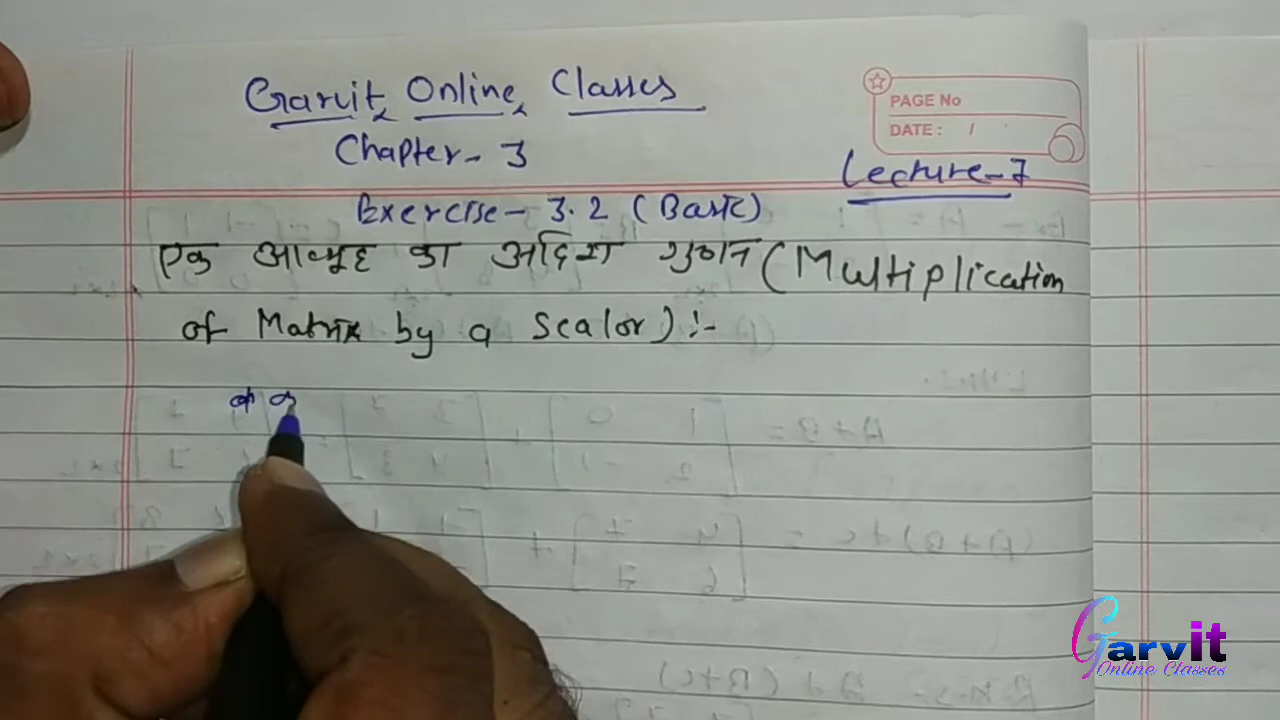 Garvit Online Classes
Chapter - 3
PAGE No
DATE: /
Lecture - 7
Exercise - 3.2 (Basic)
एक आव्यूह का अदिश गुणन (Multiplication
of Matrix by a Scalor) :-
Garvit
Online Classes